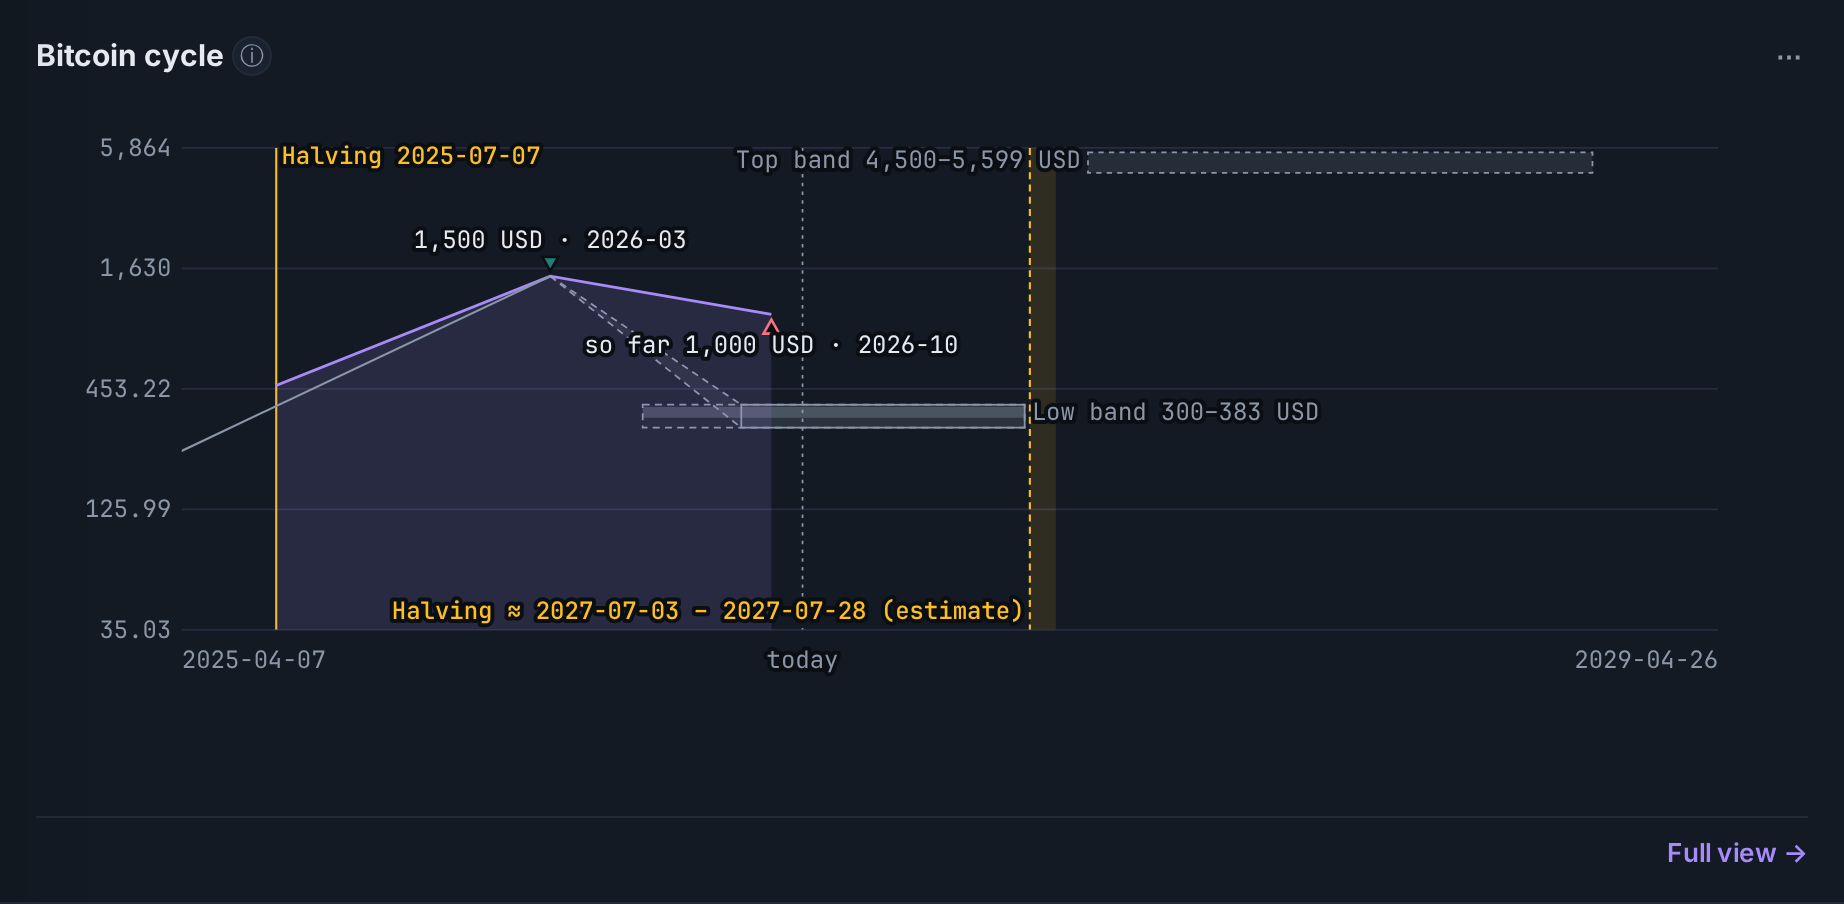 Bitcoin cycle ⓘ
...
5,864
Halving 2025-07-07
Top band 4,500–5,599 USD
1,500 USD · 2026-03
1,630
so far 1,000 USD · 2026-10
453.22
Low band 300–383 USD
125.99
Halving ≈ 2027-07-03 – 2027-07-28 (estimate)
35.03
2025-04-07
today
2029-04-26
Full view →